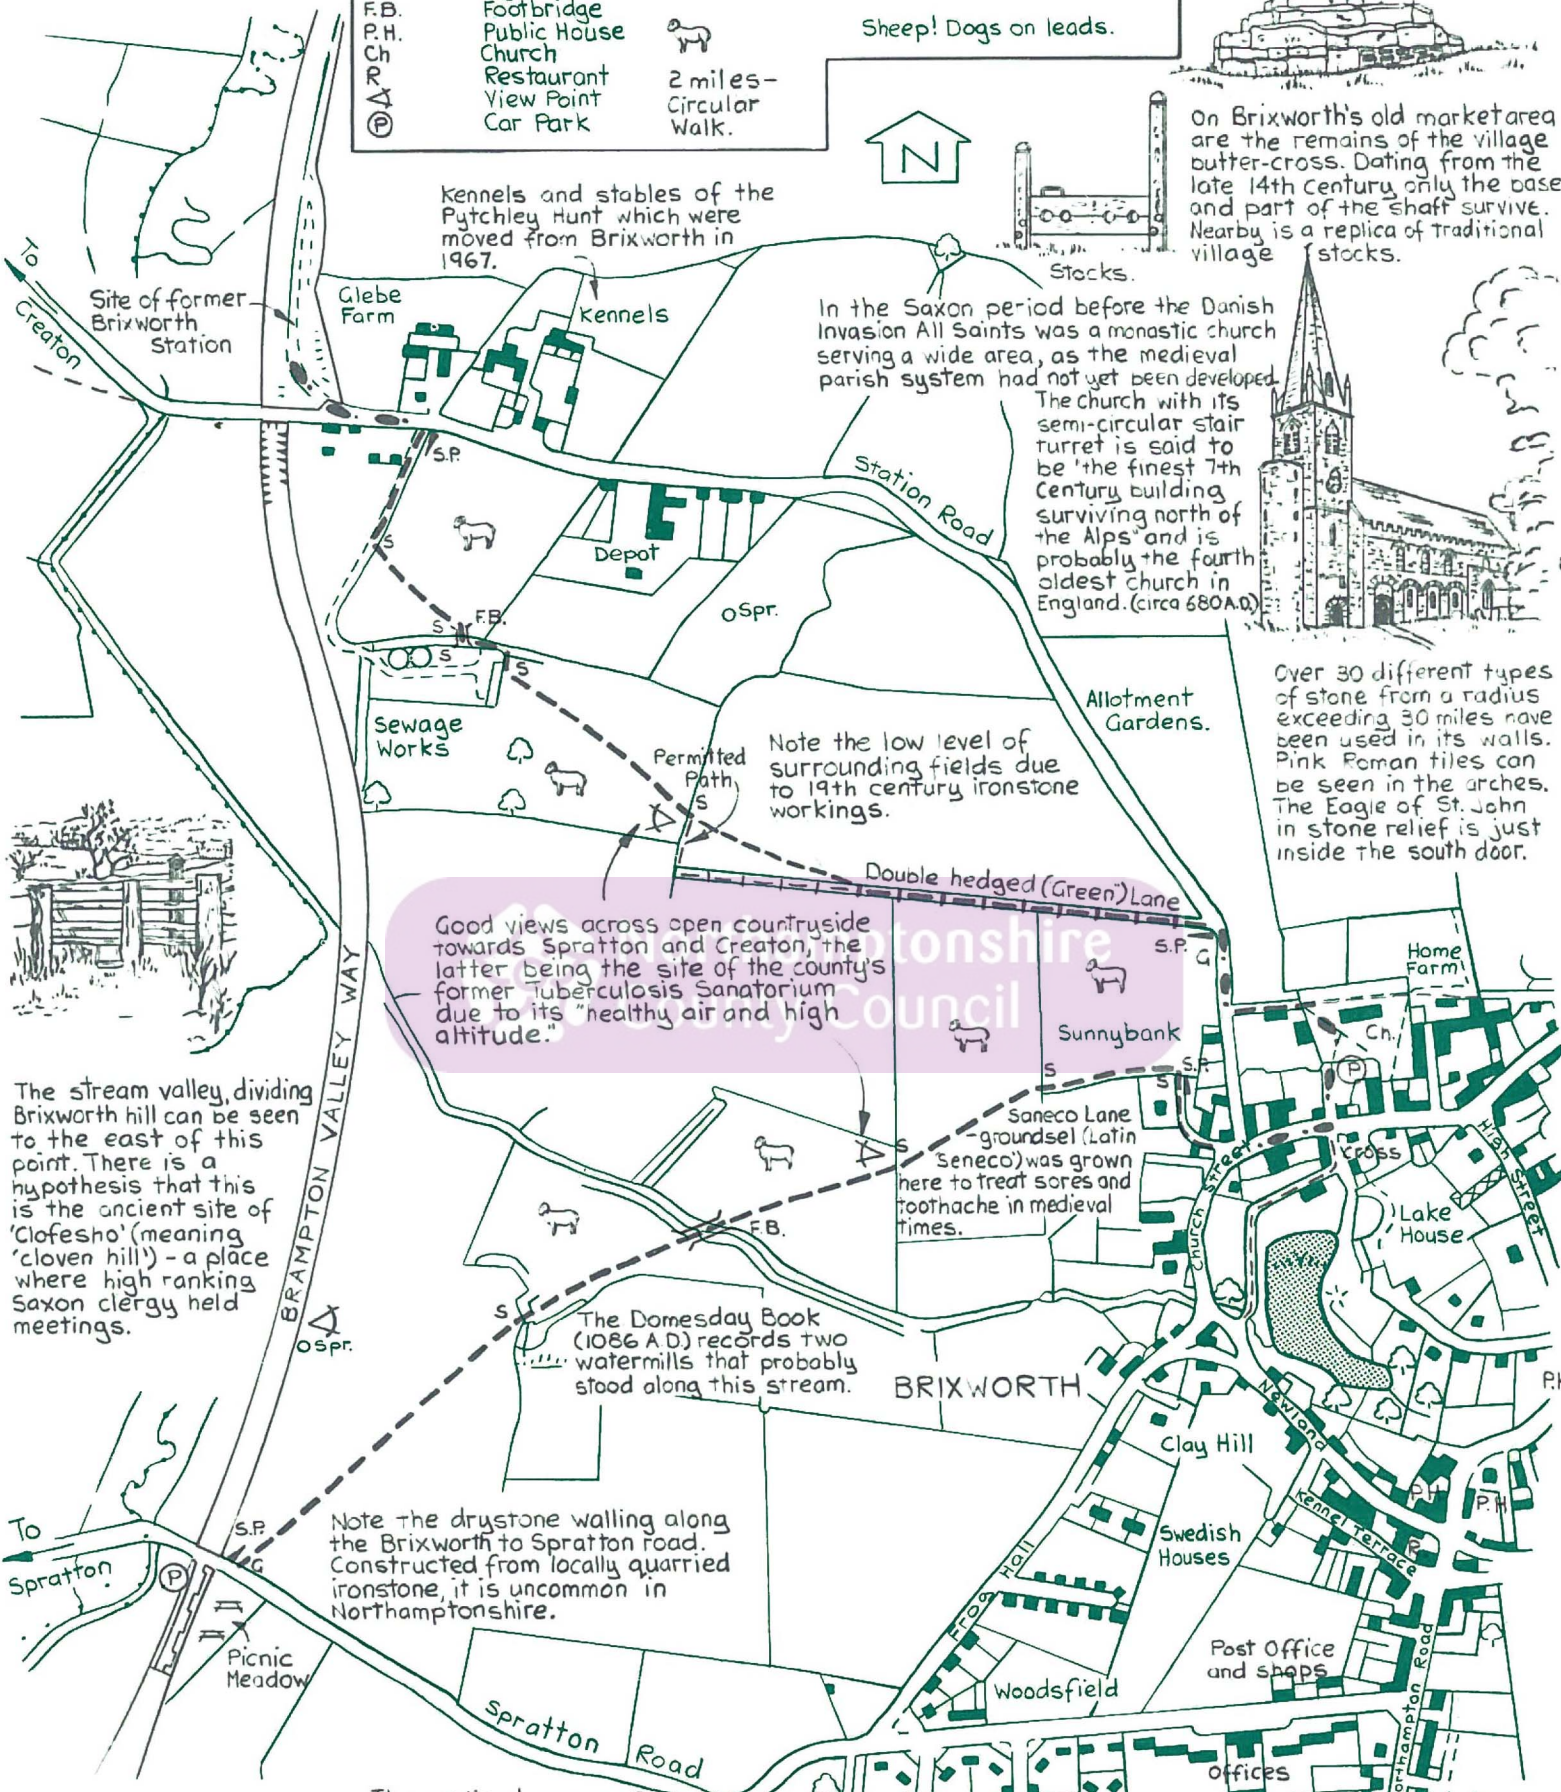 F.B. Footbridge
P.H. Public House
Ch Church
R Restaurant
View Point
P Car Park
2 miles-
Circular
Walk.
Sheep! Dogs on leads.
N
On Brixworth's old market area
are the remains of the village
butter-cross. Dating from the
late 14th century only the base
and part of the shaft survive.
Nearby is a replica of traditional
village stocks.
Stocks.
Kennels and stables of the
Pytchley Hunt which were
moved from Brixworth in
1967.
To
Creaton
Site of former
Brixworth
Station
Glebe
Farm
Kennels
In the Saxon period before the Danish
Invasion All Saints was a monastic church
serving a wide area, as the medieval
parish system had not yet been developed
The church with its
semi-circular stair
turret is said to
be 'the finest 7th
Century building
surviving north of
the Alps" and is
probably the fourth
oldest church in
England. (circa 680 A.D.)
S.P.
Station Road
S
Depot
O Spr.
F.B.
S
S
S
Sewage
Works
Allotment
Gardens.
Over 30 different types
of stone from a radius
exceeding 30 miles have
been used in its walls.
Pink Roman tiles can
be seen in the arches.
The Eagle of St. John
in stone relief is just
inside the south door.
Permitted
Path
S
Note the low level of
surrounding fields due
to 19th century ironstone
workings.
Double hedged (Green") Lane
Northamptonshire
County Council
Good views across open countryside
towards Spratton and Creaton, the
latter being the site of the county's
former Tuberculosis Sanatorium
due to its "healthy air and high
altitude."
S.P.
G
Home
Farm
Ch.
P
Sunnybank
S
S.P.
S
BRAMPTON VALLEY WAY
The stream valley, dividing
Brixworth hill can be seen
to the east of this
point. There is a
hypothesis that this
is the ancient site of
'Clofesho' (meaning
'cloven hill') - a place
where high ranking
Saxon clergy held
meetings.
Saneco Lane
- groundsel (Latin
'Seneco') was grown
here to treat sores and
toothache in medieval
times.
S
F.B.
Church Street
Cross
High Street
Lake
House
S
The Domesday Book
(1086 A.D.) records two
watermills that probably
stood along this stream.
O Spr.
BRIXWORTH
Newland
Clay Hill
P.H
P.H
Kennel Terrace
R
Swedish
Houses
To
Spratton
S.P.
G
P
Note the drystone walling along
the Brixworth to Spratton road.
Constructed from locally quarried
ironstone, it is uncommon in
Northamptonshire.
Picnic
Meadow
Frog Hall
Post Office
and shops
Woodsfield
Spratton Road
Offices